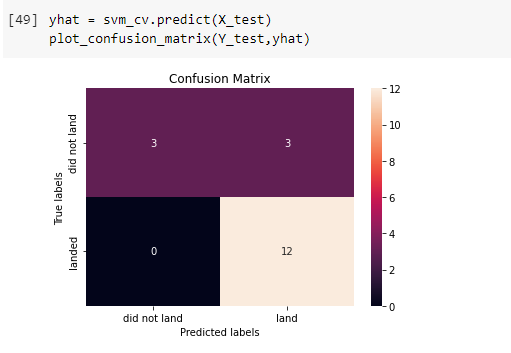 [49] yhat = svm_cv.predict(X_test)
plot_confusion_matrix(Y_test,yhat)
Confusion Matrix
did not land
landed
True labels
3
3
0
12
did not land
land
Predicted labels
12
10
8
6
4
2
0